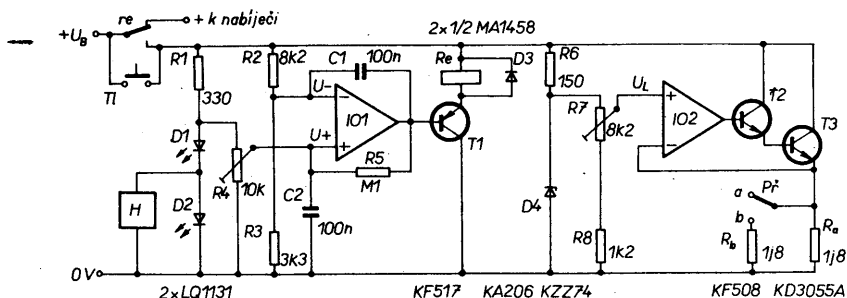 re
+ k nabíječi
+U_B
Tl
R1
330
R2
8k2
C1
100n
U−
−
IO1
U+
+
R4
10k
R5
M1
C2
100n
R3
3k3
D1
D2
H
0V
2×LQ1131
2×1/2 MA1458
Re
D3
T1
R6
150
R7
8k2
D4
R8
1k2
U_L
+
IO2
−
T2
T3
Př
a
b
R_b
1j8
R_a
1j8
KF517
KA206
KZZ74
KF508
KD3055A